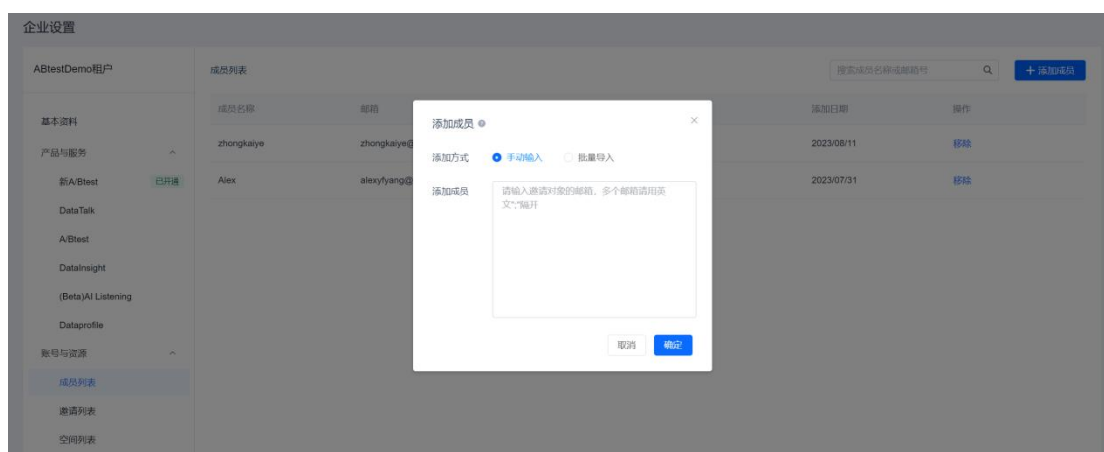 企业设置
ABtestDemo租户
成员列表
搜索成员名称或邮箱号
+ 添加成员
基本资料
产品与服务
新A/Btest 已开通
DataTalk
A/Btest
DataInsight
(Beta)AI Listening
Dataprofile
账号与资源
成员列表
邀请列表
空间列表
成员名称 邮箱 添加日期 操作
zhongkaiye zhongkaiye@ 2023/08/11 移除
Alex alexyfyang@ 2023/07/31 移除
添加成员
添加方式 手动输入 批量导入
添加成员 请输入邀请对象的邮箱，多个邮箱请用英
文";"隔开
取消 确定